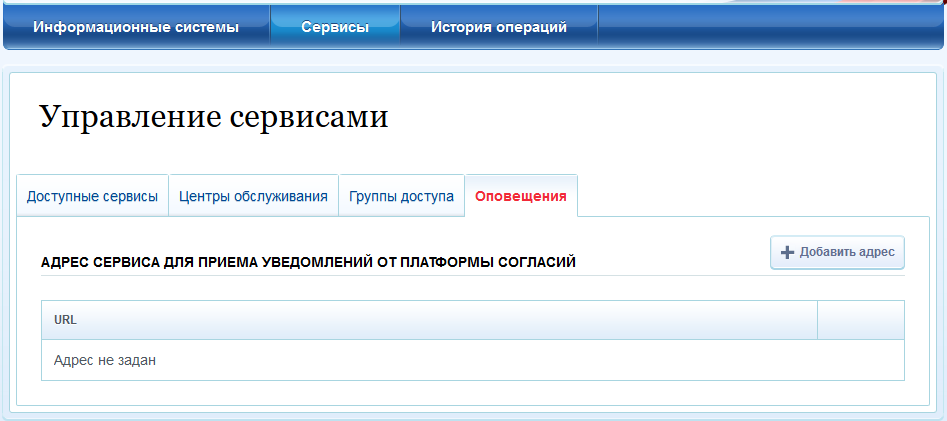 Информационные системы Сервисы История операций
Управление сервисами
Доступные сервисы Центры обслуживания Группы доступа Оповещения
АДРЕС СЕРВИСА ДЛЯ ПРИЕМА УВЕДОМЛЕНИЙ ОТ ПЛАТФОРМЫ СОГЛАСИЙ
Добавить адрес
URL
Адрес не задан